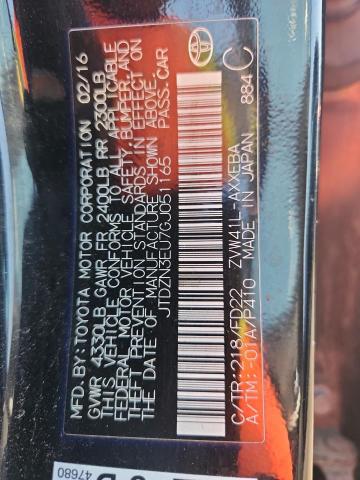 MFD. BY: TOYOTA MOTOR CORPORATION 02/16
GVWR 4330LB GAWR FR 2400LB RR 2300LB
THIS VEHICLE CONFORMS TO ALL APPLICABLE
FEDERAL MOTOR VEHICLE SAFETY, BUMPER, AND
THEFT PREVENTION STANDARDS IN EFFECT ON
THE DATE OF MANUFACTURE SHOWN ABOVE.
JTDZN3EU7GJ051165 PASS. CAR
C/TR: 218/FD22 ZVW41L-AXXEBA
A/TM: -01A/P410 MADE IN JAPAN 884 C
TOYOTA
47680